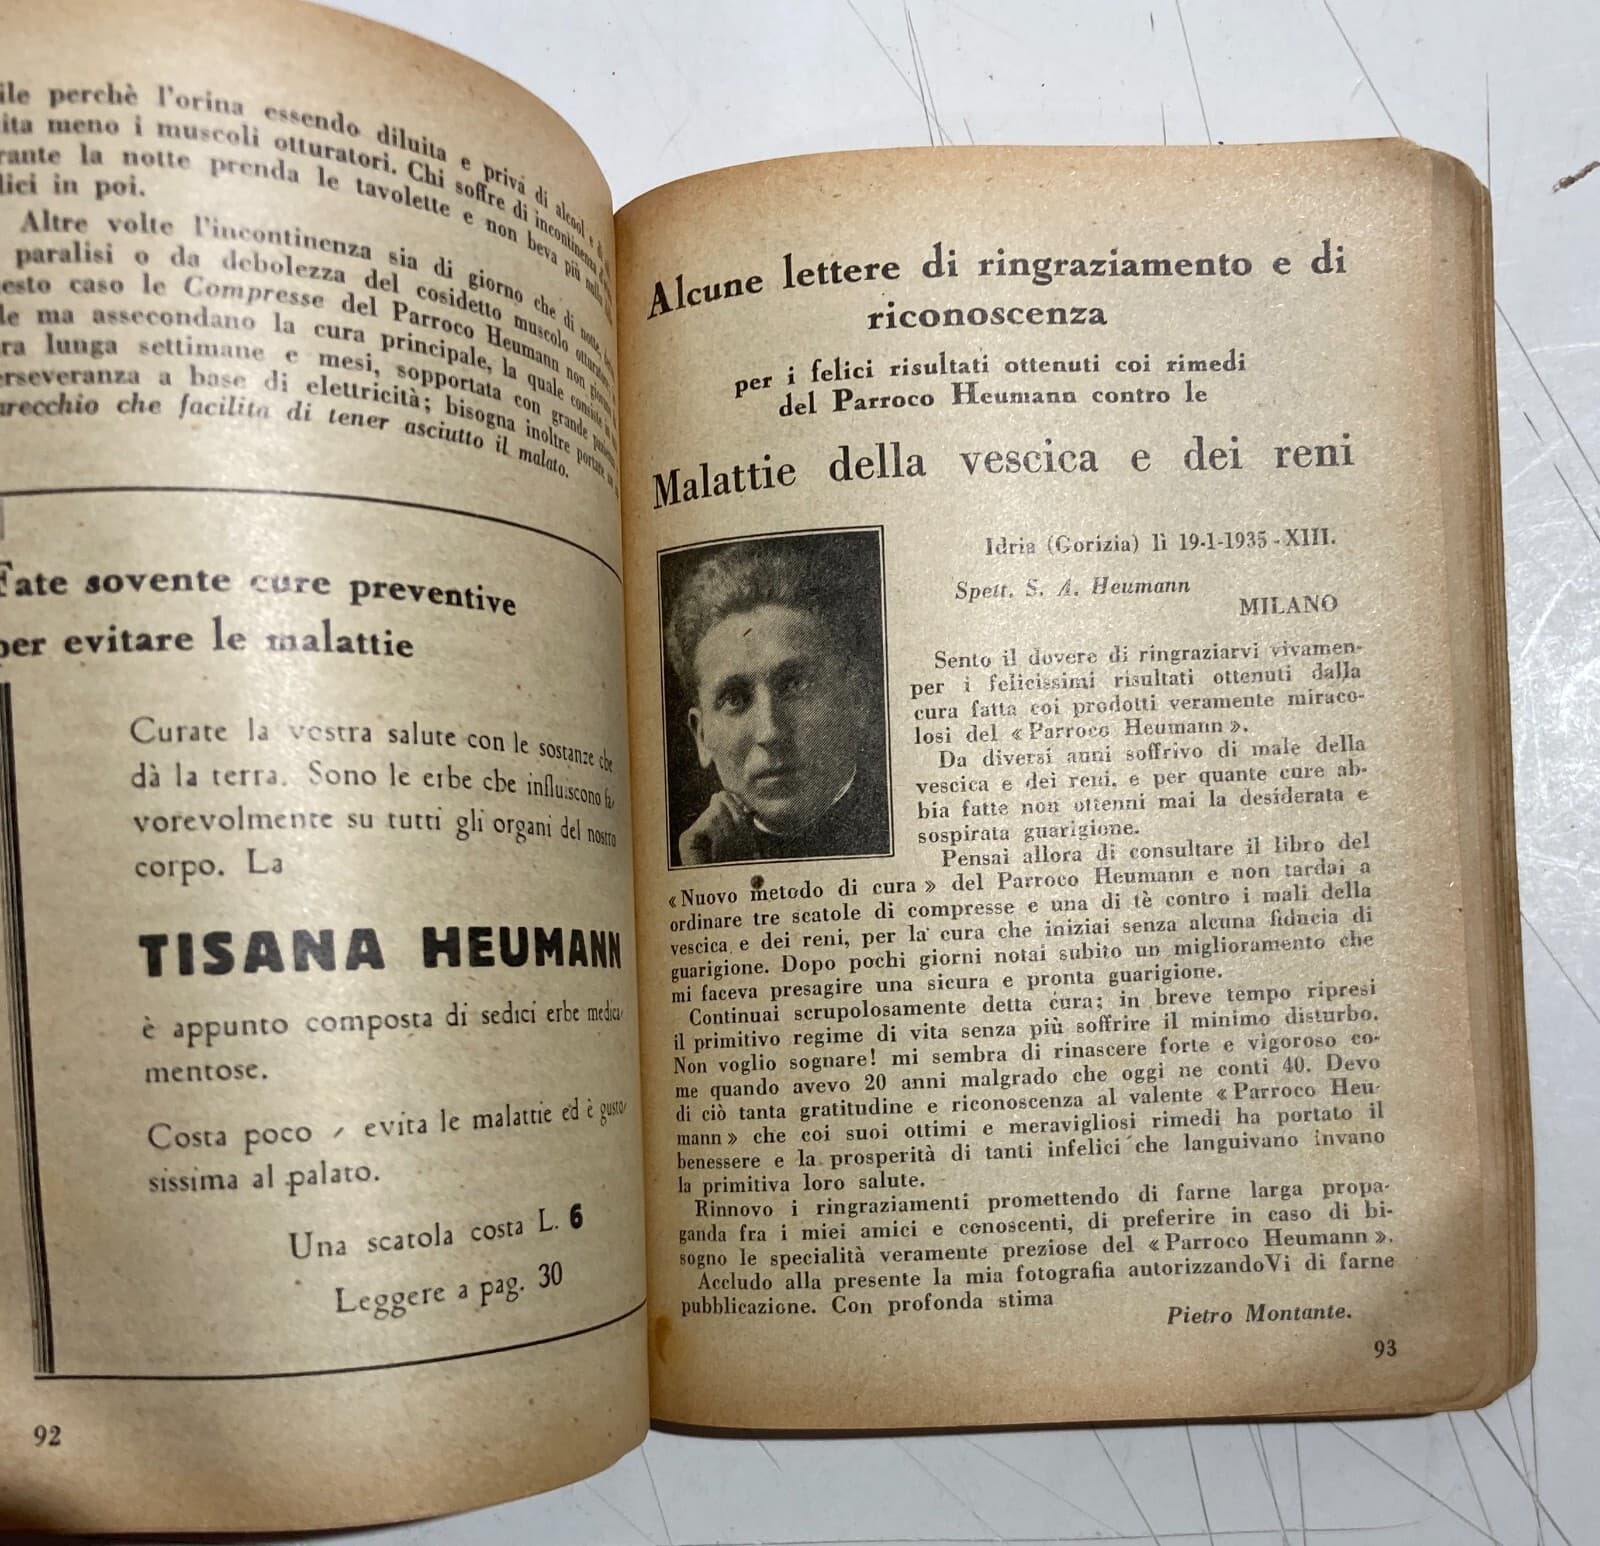 perchè l'orina essendo diluita e priva di alcool e
meno i muscoli otturatori. Chi soffre di incontinenza
la notte prenda le tavolette e non beva più nulla
in poi.
Altre volte l'incontinenza sia di giorno che di notte,
paralisi o da debolezza del cosidetto muscolo
caso le Compresse del Parroco Heumann non
ma assecondano la cura principale, la quale consiste in
lunga settimane e mesi, sopportata con grande
a base di elettricità; bisogna inoltre portare
che facilita di tener asciutto il malato.
Fate sovente cure preventive
per evitare le malattie
Curate la vostra salute con le sostanze che
dà la terra. Sono le erbe che influiscono fa-
vorevolmente su tutti gli organi del nostro
corpo. La
TISANA HEUMANN
è appunto composta di sedici erbe medica-
mentose.
Costa poco - evita le malattie ed è gusto-
sissima al palato.
Una scatola costa L. 6
Leggere a pag. 30
92
Alcune lettere di ringraziamento e di
riconoscenza
per i felici risultati ottenuti coi rimedi
del Parroco Heumann contro le
Malattie della vescica e dei reni
Idria (Gorizia) lì 19-1-1935-XIII.
Spett. S. A. Heumann
MILANO
Sento il dovere di ringraziarvi vivamen-
per i felicissimi risultati ottenuti dalla
cura fatta coi prodotti veramente miraco-
losi del « Parroco Heumann ».
Da diversi anni soffrivo di male della
vescica e dei reni, e per quante cure ab-
bia fatte non ottenni mai la desiderata e
sospirata guarigione.
Pensai allora di consultare il libro del
« Nuovo metodo di cura » del Parroco Heumann e non tardai a
ordinare tre scatole di compresse e una di tè contro i mali della
vescica e dei reni, per la cura che iniziai senza alcuna fiducia di
guarigione. Dopo pochi giorni notai subito un miglioramento che
mi faceva presagire una sicura e pronta guarigione.
Continuai scrupolosamente detta cura; in breve tempo ripresi
il primitivo regime di vita senza più soffrire il minimo disturbo.
Non voglio sognare! mi sembra di rinascere forte e vigoroso co-
me quando avevo 20 anni malgrado che oggi ne conti 40. Devo
di ciò tanta gratitudine e riconoscenza al valente « Parroco Heu-
mann » che coi suoi ottimi e meravigliosi rimedi ha portato il
benessere e la prosperità di tanti infelici che languivano invano
la primitiva loro salute.
Rinnovo i ringraziamenti promettendo di farne larga propa-
ganda fra i miei amici e conoscenti, di preferire in caso di bi-
sogno le specialità veramente preziose del « Parroco Heumann ».
Accludo alla presente la mia fotografia autorizzandoVi di farne
pubblicazione. Con profonda stima
Pietro Montante.
93